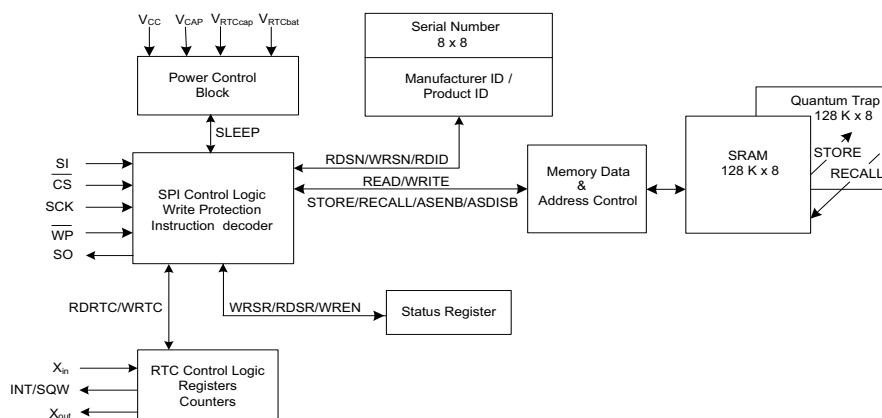 VCC VCAP VRTCcap VRTCbat
Serial Number
8 x 8
Manufacturer ID /
Product ID
Power Control
Block
Quantum Trap
128 K x 8
SLEEP
SRAM
128 K x 8
STORE
RECALL
SI
CS
SCK
WP
SO
SPI Control Logic
Write Protection
Instruction decoder
RDSN/WRSN/RDID
READ/WRITE
STORE/RECALL/ASENB/ASDISB
Memory Data
&
Address Control
RDRTC/WRTC
WRSR/RDSR/WREN
Status Register
Xin
INT/SQW
Xout
RTC Control Logic
Registers
Counters